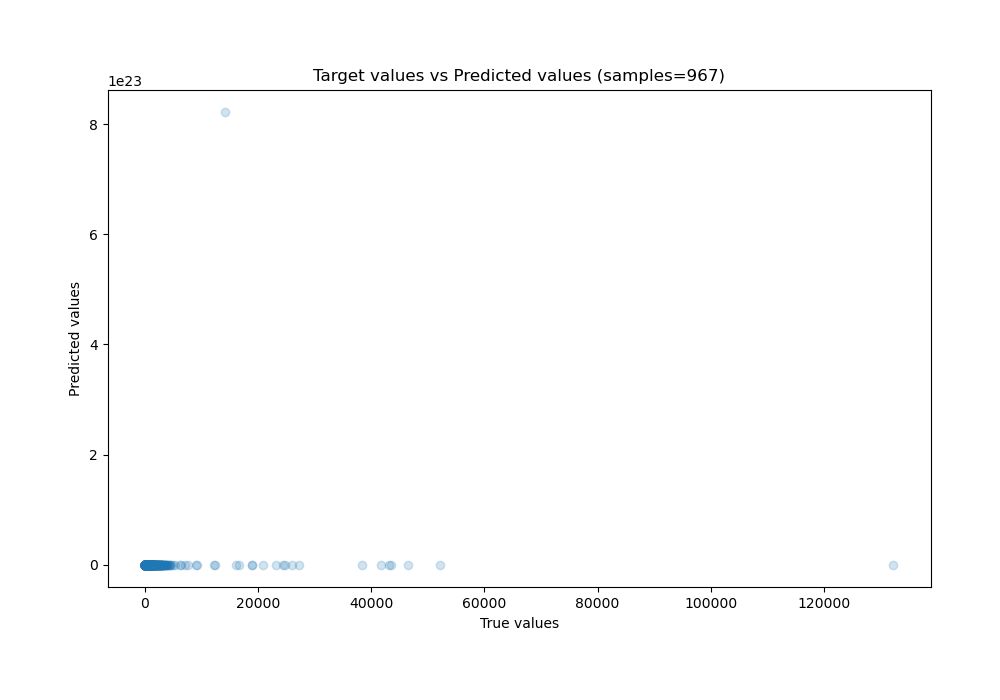 Target values vs Predicted values (samples=967)
1e23
8
6
4
2
0
Predicted values
0 20000 40000 60000 80000 100000 120000
True values